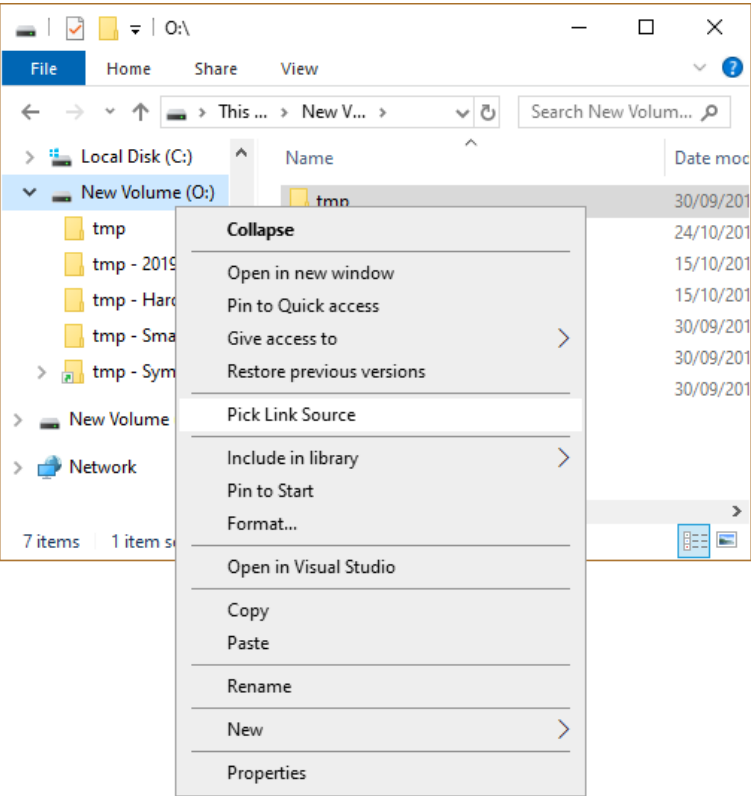 O:\
File Home Share View
This ... New V... Search New Volum...
Local Disk (C:) Name Date mod
New Volume (O:) tmp 30/09/201
tmp 24/10/201
tmp - 2019 15/10/201
tmp - Hard 15/10/201
tmp - Sma 30/09/201
tmp - Sym 30/09/201
30/09/201
New Volume
Network
7 items 1 item se
Collapse
Open in new window
Pin to Quick access
Give access to
Restore previous versions
Pick Link Source
Include in library
Pin to Start
Format...
Open in Visual Studio
Copy
Paste
Rename
New
Properties